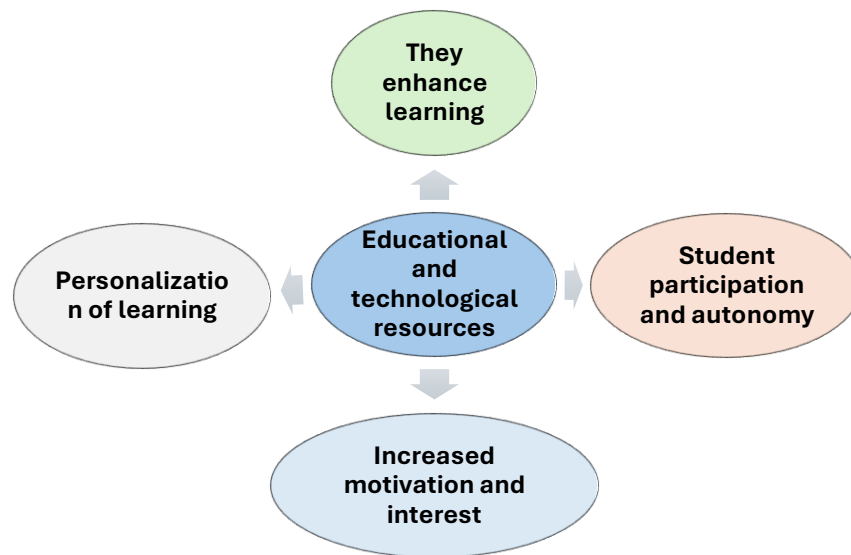 They
enhance
learning
Personalizatio
n of learning
Educational
and
technological
resources
Student
participation
and autonomy
Increased
motivation and
interest